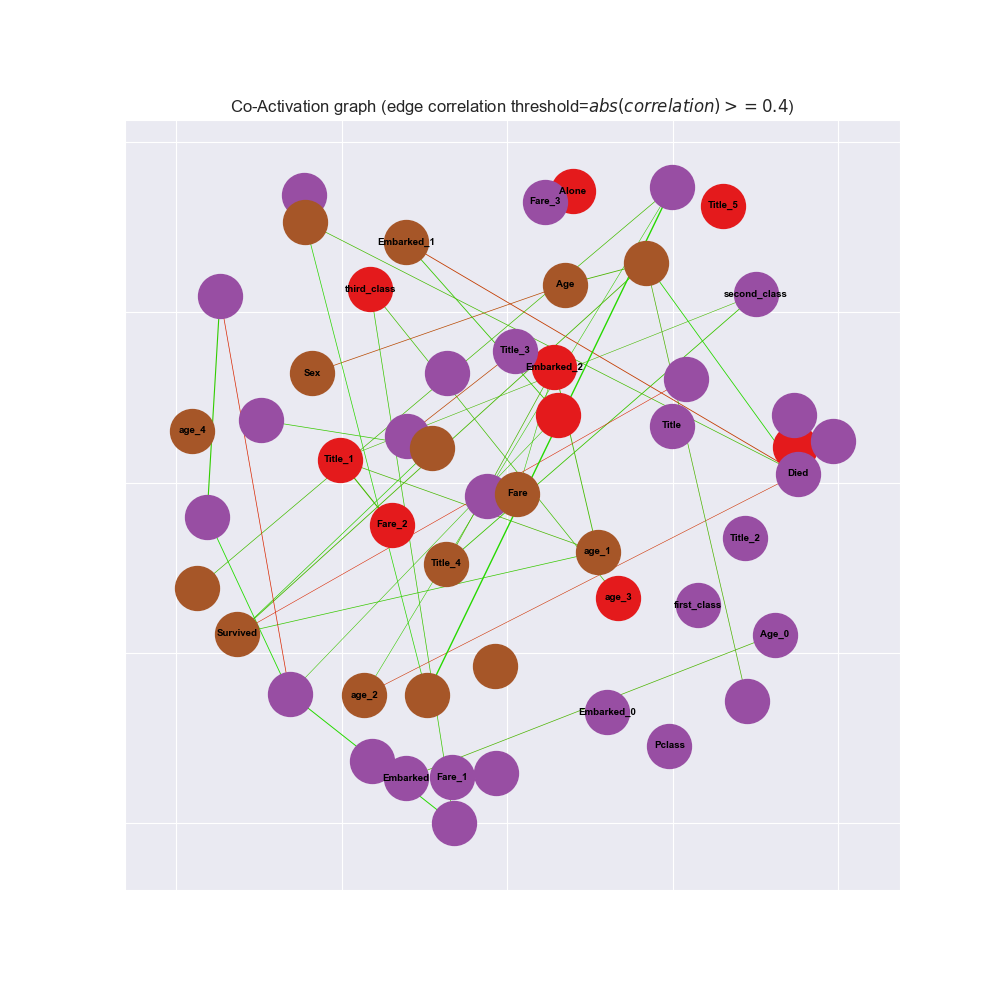 Co-Activation graph (edge correlation threshold=abs(correlation) >= 0.4)
Alone
Fare_3
Title_5
Embarked_1
Age
third_class
second_class
Title_3
Embarked_2
Sex
Title
age_4
Title_1
Died
Fare
Fare_2
Title_2
age_1
Title_4
age_3
first_class
Survived
Age_0
age_2
Embarked_0
Pclass
Embarked
Fare_1